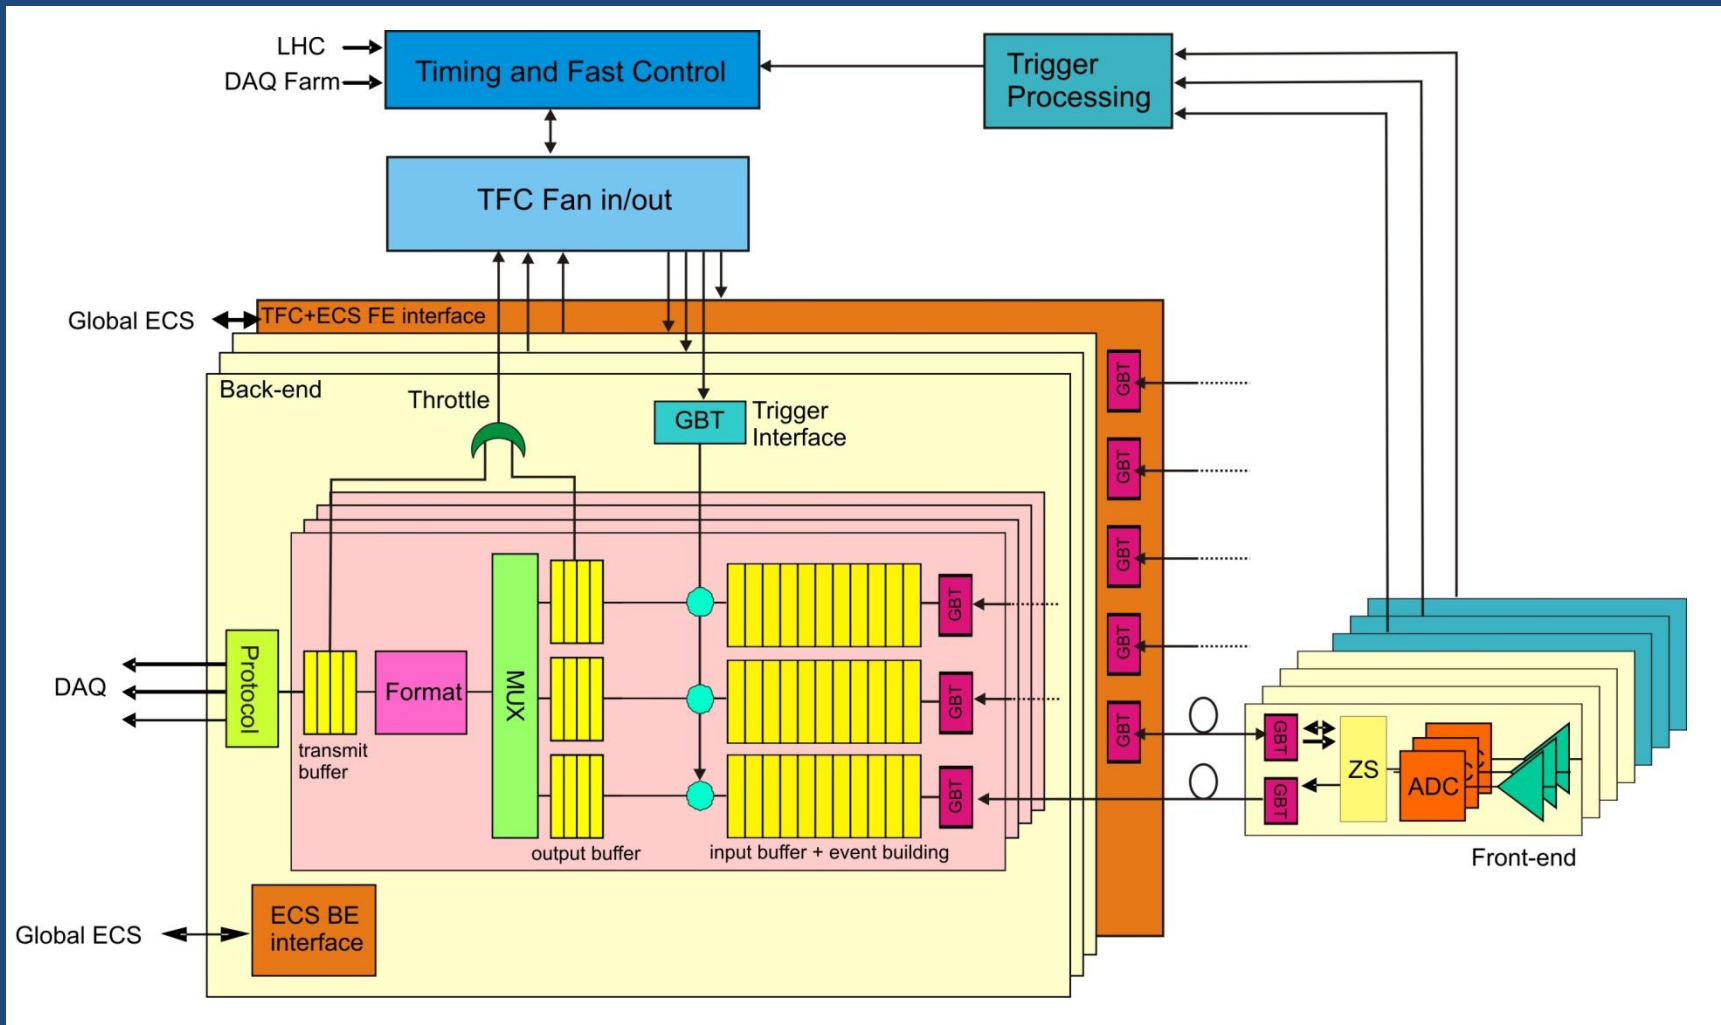 LHC
DAQ Farm
Timing and Fast Control
Trigger
Processing
TFC Fan in/out
Global ECS
TFC+ECS FE interface
Back-end
Throttle
GBT
Trigger
Interface
GBT
GBT
GBT
GBT
GBT
GBT
GBT
GBT
DAQ
Protocol
transmit
buffer
Format
MUX
output buffer
input buffer + event building
GBT
GBT
ZS
ADC
Front-end
ECS BE
interface
Global ECS